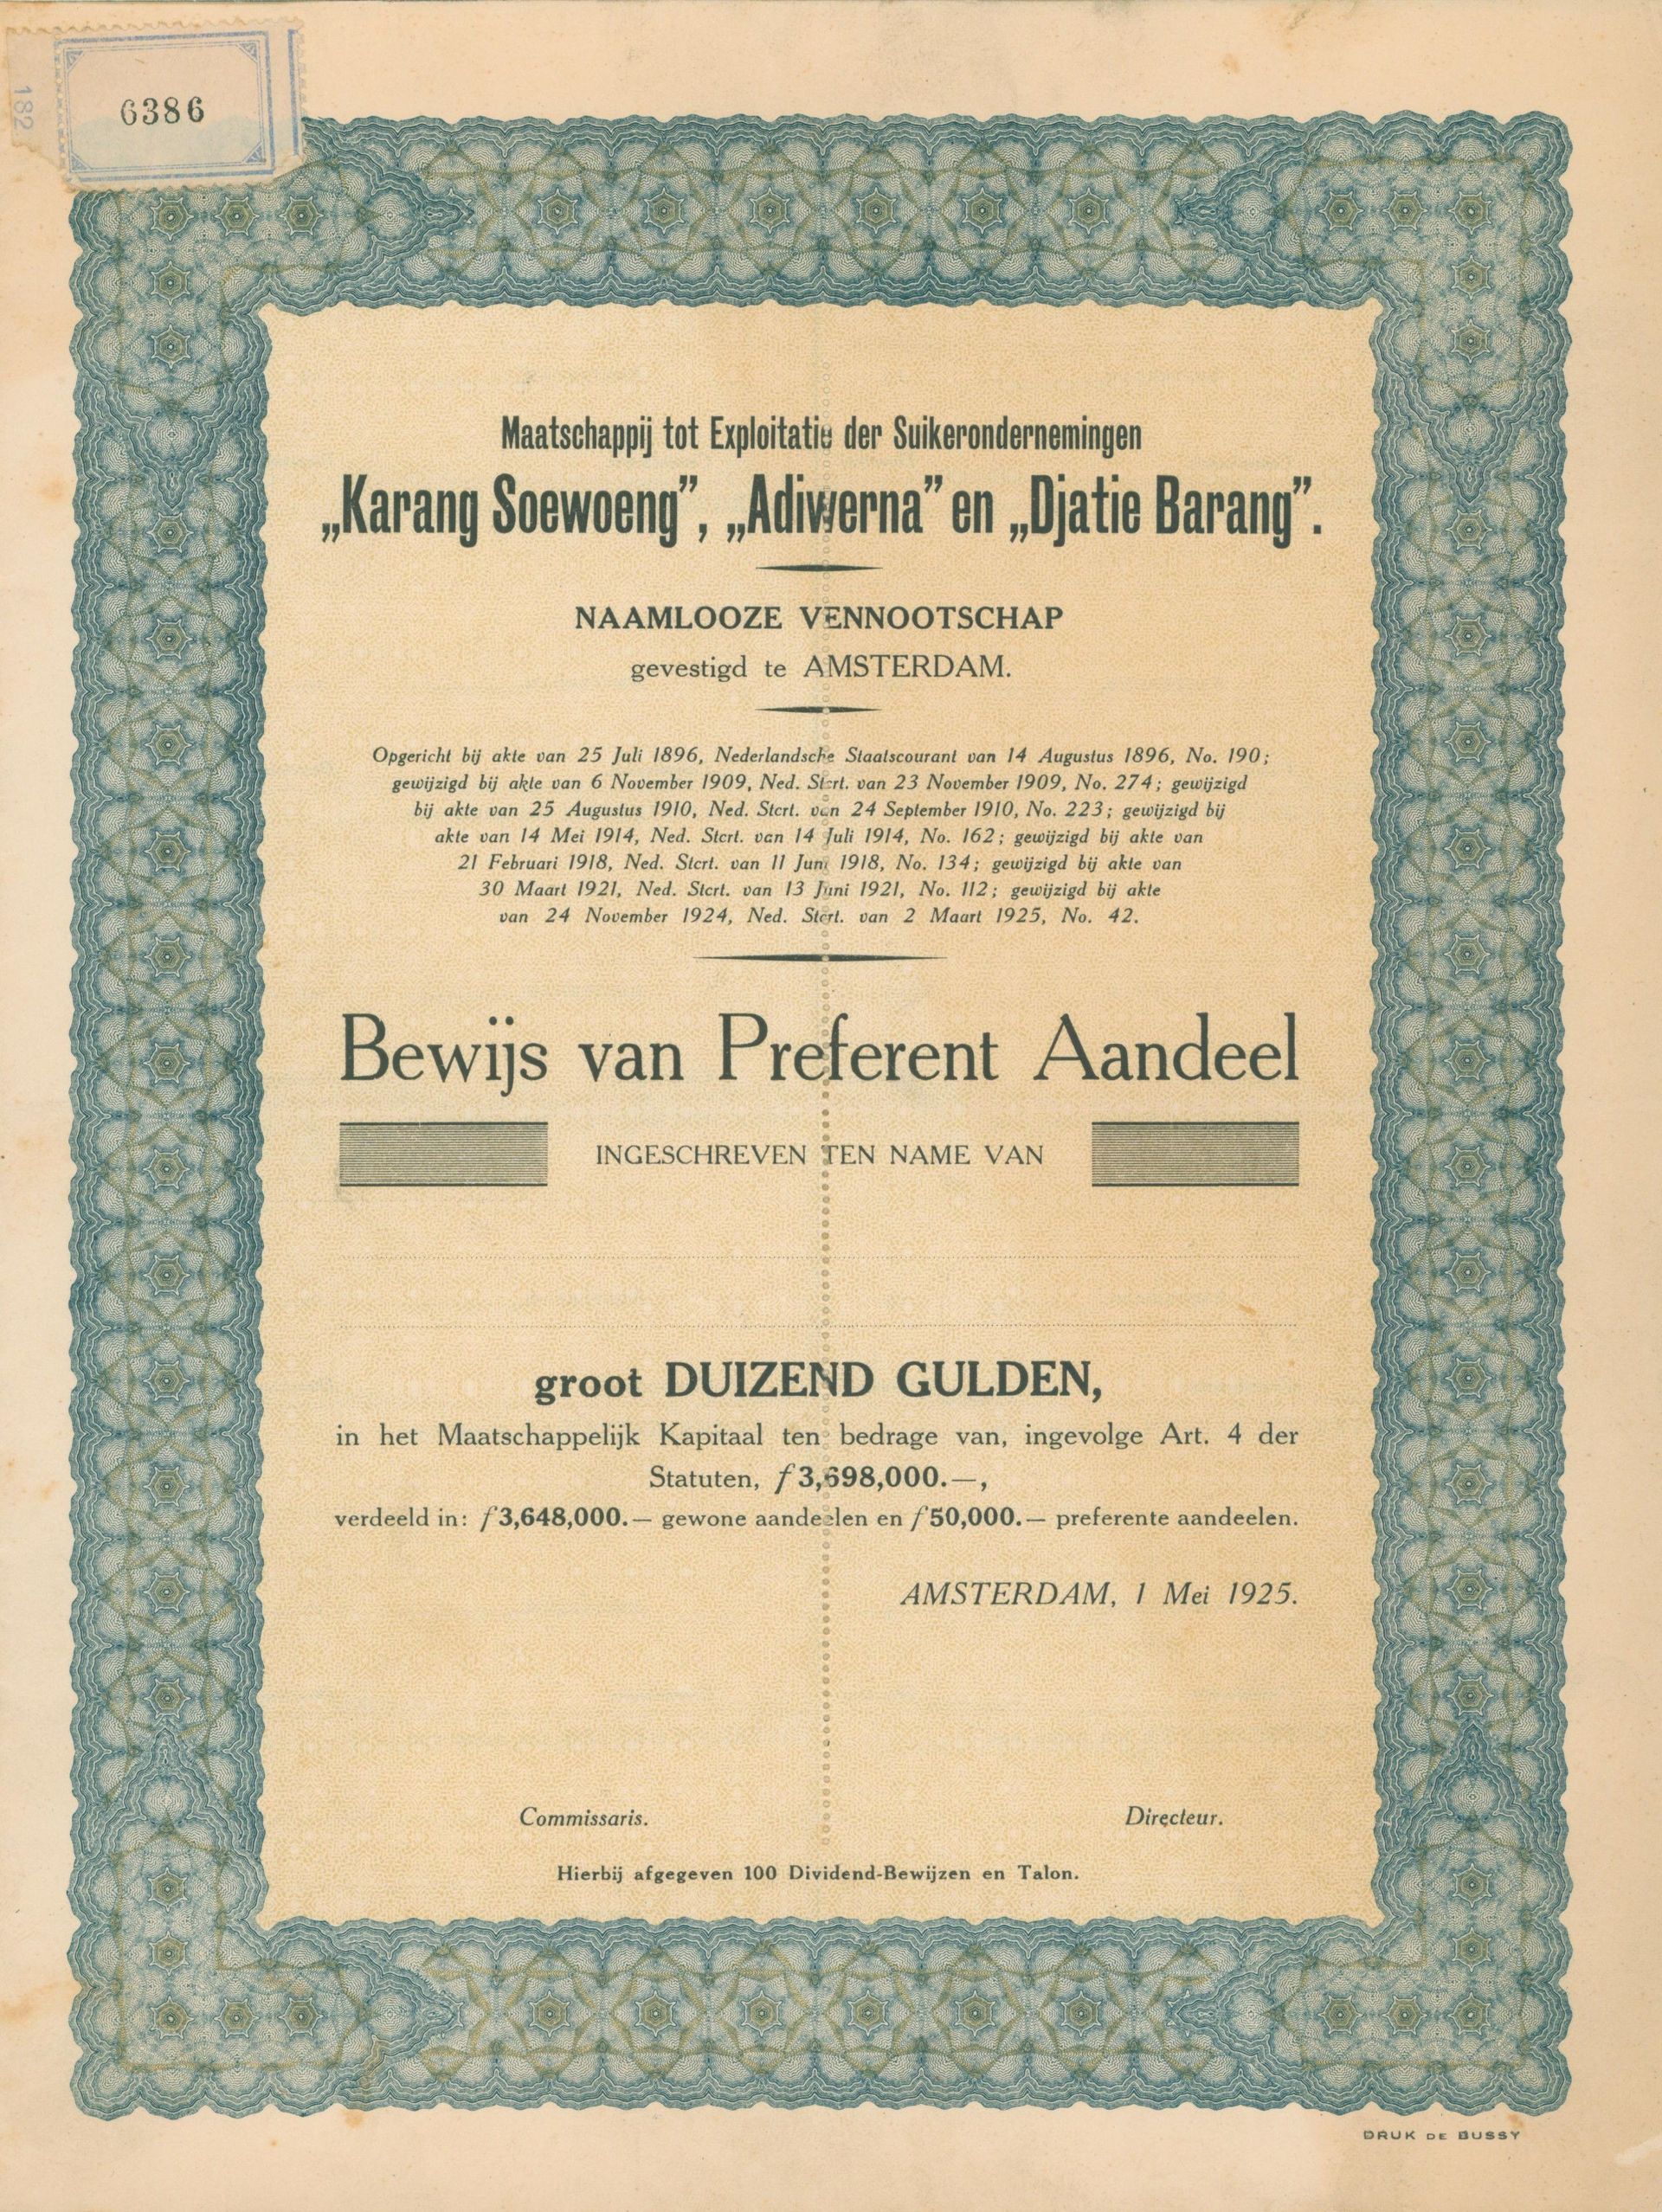 182
6386
Maatschappij tot Exploitatie der Suikerondernemingen
„Karang Soewoeng”, „Adiwerna” en „Djatie Barang”.
NAAMLOOZE VENNOOTSCHAP
gevestigd te AMSTERDAM.
Opgericht bij akte van 25 Juli 1896, Nederlandsche Staatscourant van 14 Augustus 1896, No. 190;
gewijzigd bij akte van 6 November 1909, Ned. Stcrt. van 23 November 1909, No. 274; gewijzigd
bij akte van 25 Augustus 1910, Ned. Stcrt. van 24 September 1910, No. 223; gewijzigd bij
akte van 14 Mei 1914, Ned. Stcrt. van 14 Juli 1914, No. 162; gewijzigd bij akte van
21 Februari 1918, Ned. Stcrt. van 11 Juni 1918, No. 134; gewijzigd bij akte van
30 Maart 1921, Ned. Stcrt. van 13 Juni 1921, No. 112; gewijzigd bij akte
van 24 November 1924, Ned. Stcrt. van 2 Maart 1925, No. 42.
Bewijs van Preferent Aandeel
INGESCHREVEN TEN NAME VAN
groot DUIZEND GULDEN,
in het Maatschappelijk Kapitaal ten bedrage van, ingevolge Art. 4 der
Statuten, ƒ 3,698,000.—,
verdeeld in: ƒ 3,648,000.— gewone aandeelen en ƒ 50,000.— preferente aandeelen.
AMSTERDAM, 1 Mei 1925.
Commissaris. Directeur.
Hierbij afgegeven 100 Dividend-Bewijzen en Talon.
DRUK DE BUSSY